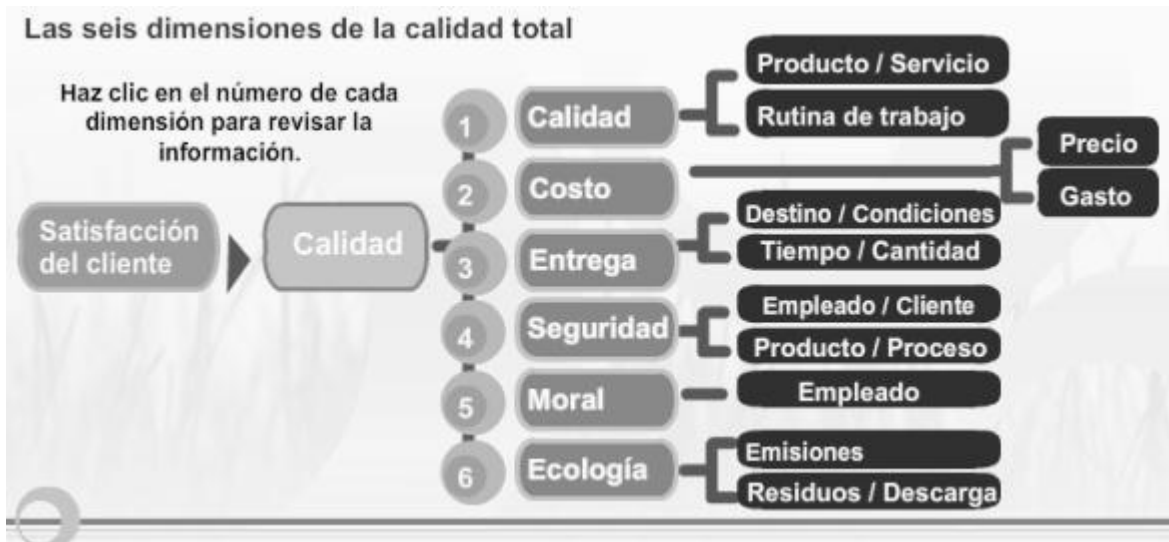 Las seis dimensiones de la calidad total
Haz clic en el número de cada
dimensión para revisar la
información.
Satisfacción
del cliente
Calidad
1
Calidad
Producto / Servicio
Rutina de trabajo
2
Costo
Precio
Gasto
3
Entrega
Destino / Condiciones
Tiempo / Cantidad
4
Seguridad
Empleado / Cliente
Producto / Proceso
5
Moral
Empleado
6
Ecología
Emisiones
Residuos / Descarga